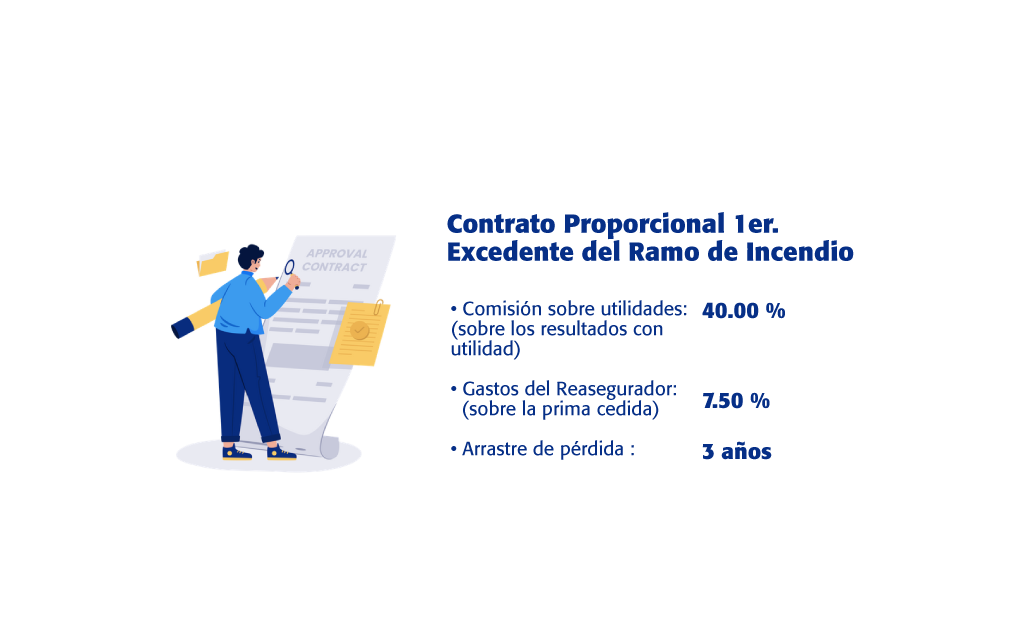 APPROVAL
CONTRACT
Contrato Proporcional 1er.
Excedente del Ramo de Incendio
• Comisión sobre utilidades: 40.00 %
(sobre los resultados con
utilidad)
• Gastos del Reasegurador:
(sobre la prima cedida) 7.50 %
• Arrastre de pérdida : 3 años